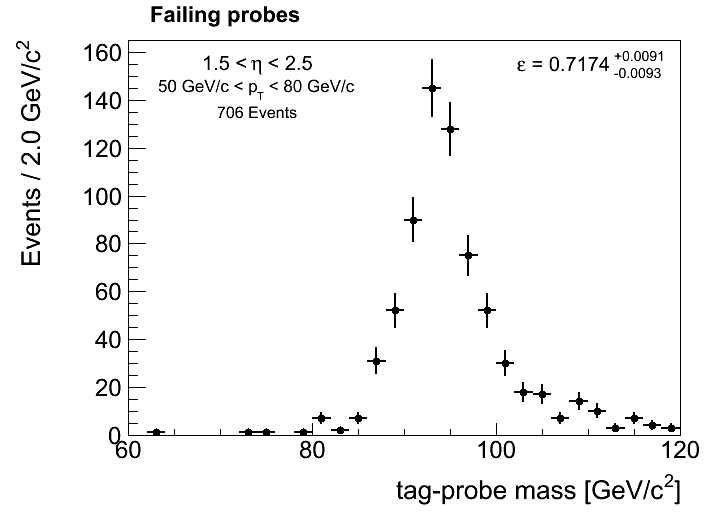 Failing probes
1.5 < η < 2.5
50 GeV/c < pT < 80 GeV/c
706 Events
ε = 0.7174 +0.0091 -0.0093
Events / 2.0 GeV/c2
160
140
120
100
80
60
40
20
0
60 80 100 120
tag-probe mass [GeV/c2]